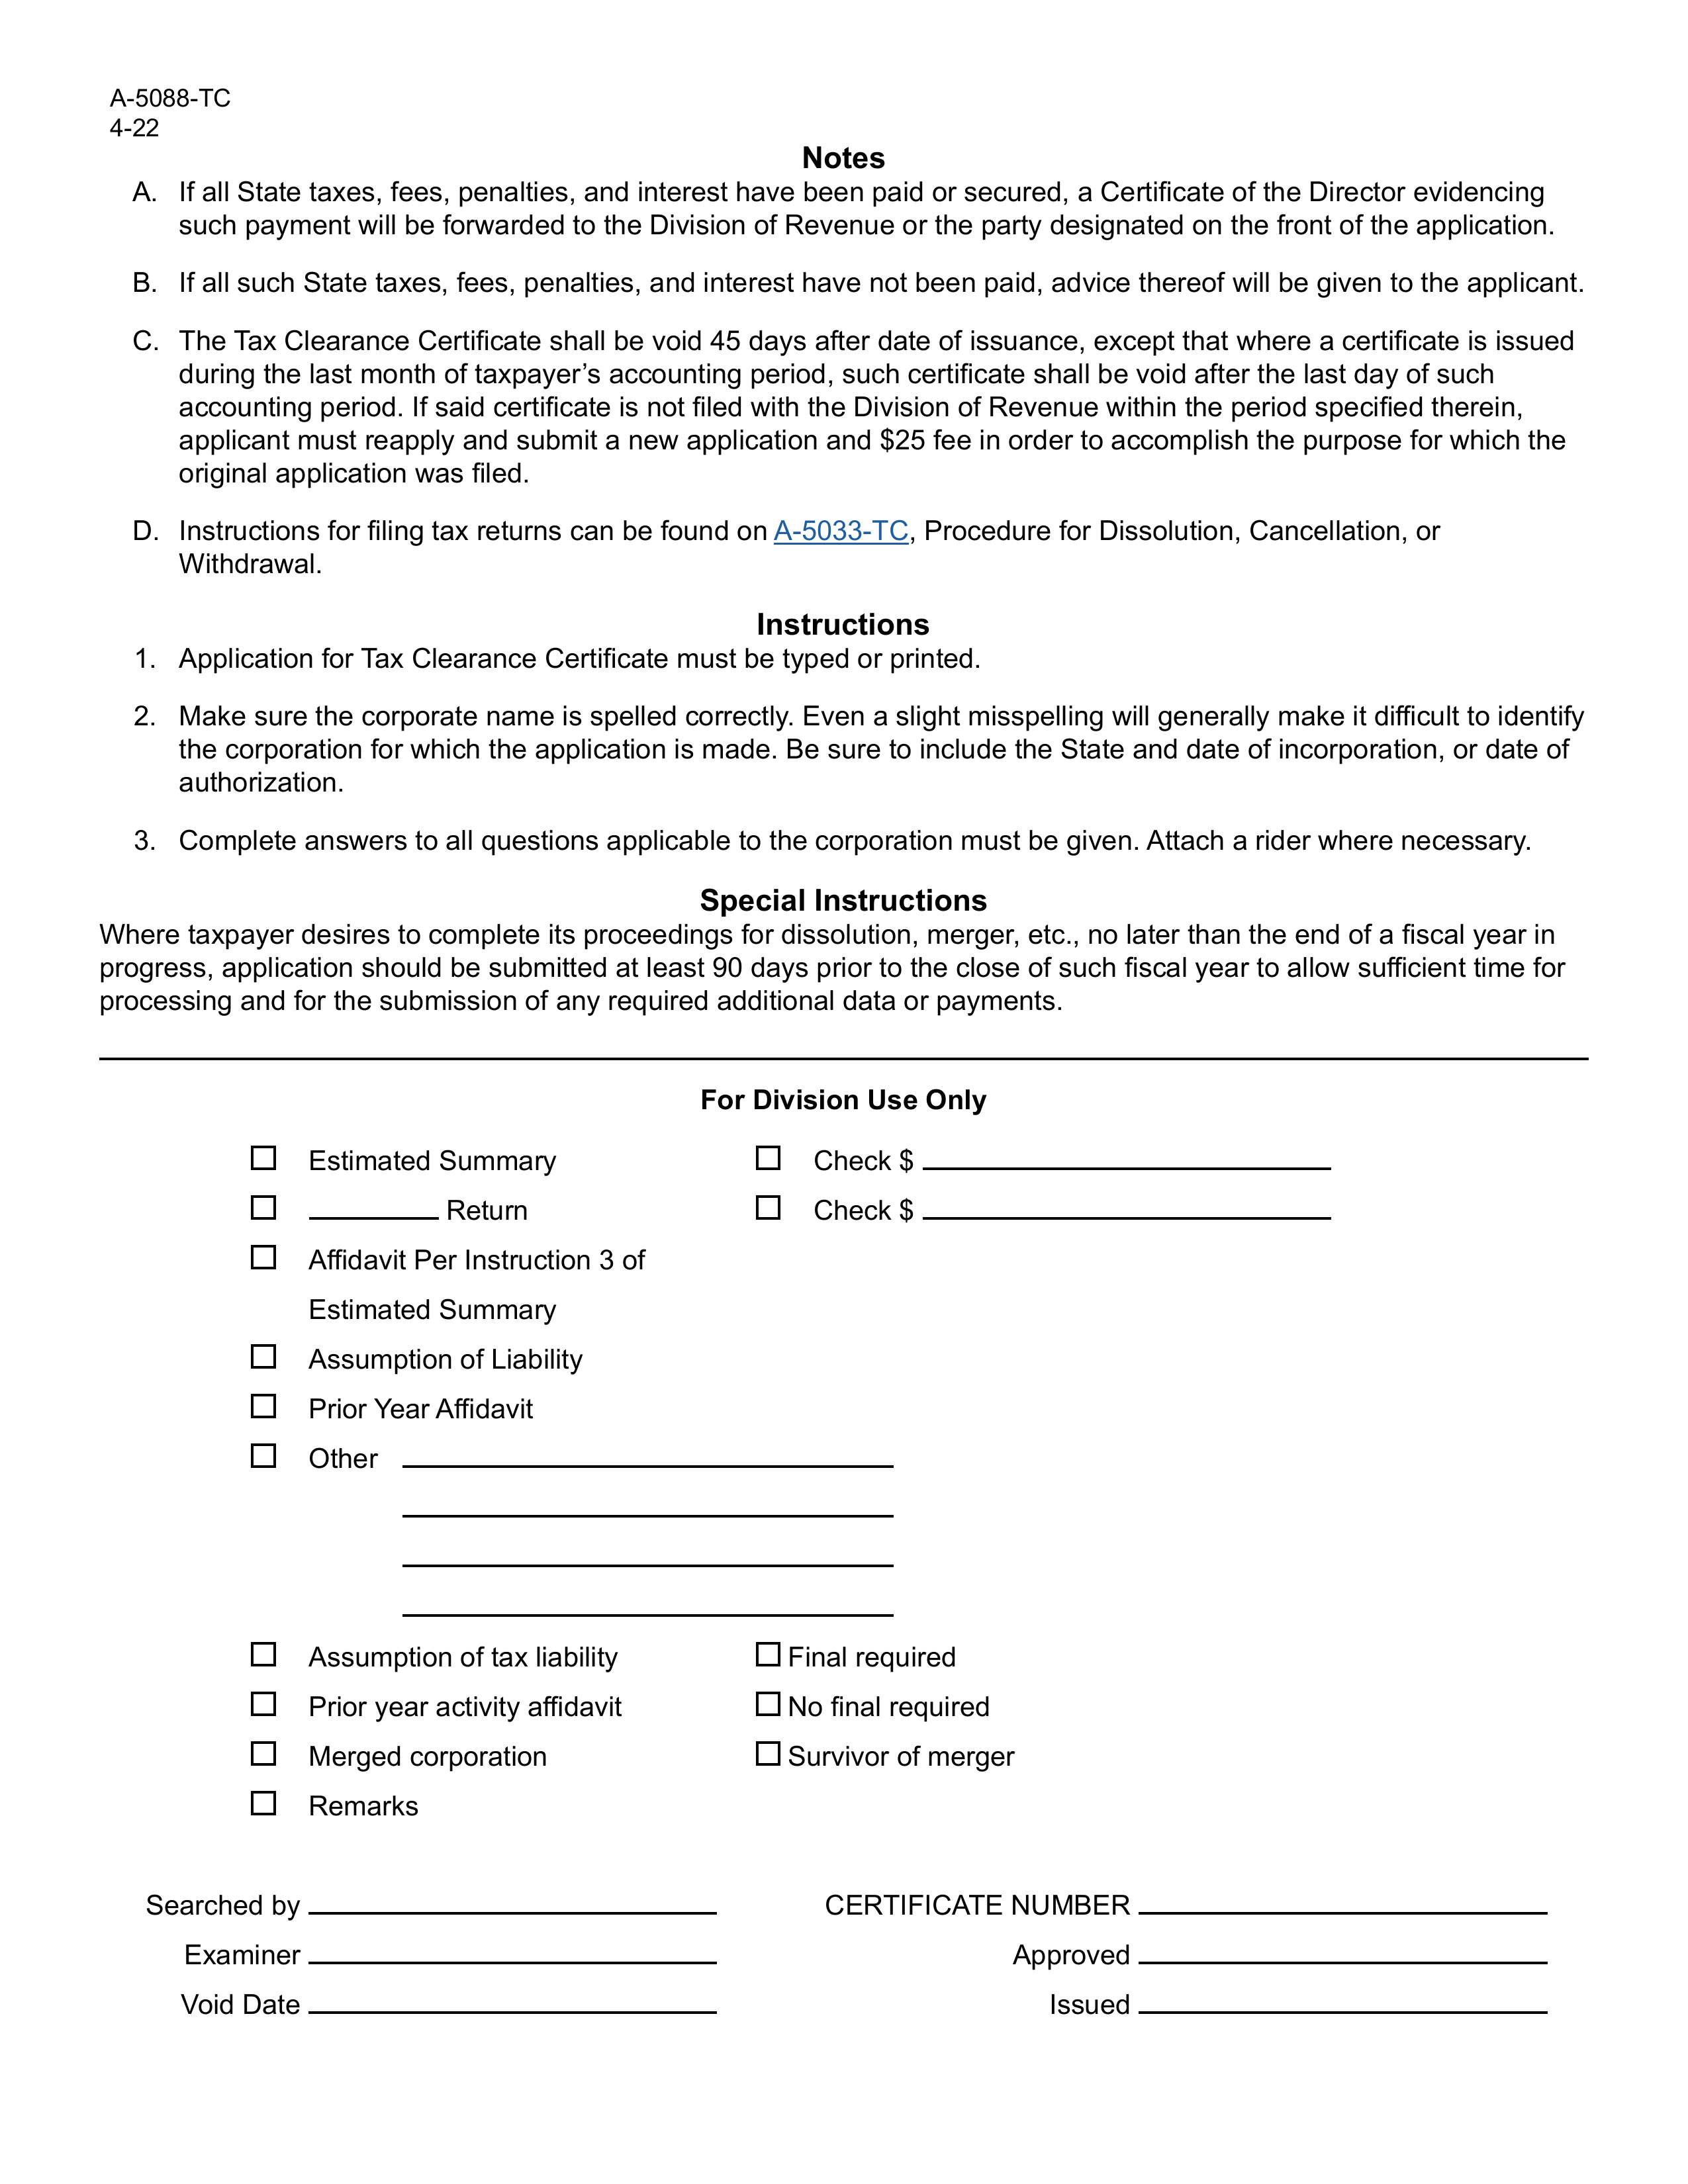 A-5088-TC
4-22
Notes
A. If all State taxes, fees, penalties, and interest have been paid or secured, a Certificate of the Director evidencing
such payment will be forwarded to the Division of Revenue or the party designated on the front of the application.
B. If all such State taxes, fees, penalties, and interest have not been paid, advice thereof will be given to the applicant.
C. The Tax Clearance Certificate shall be void 45 days after date of issuance, except that where a certificate is issued
during the last month of taxpayer’s accounting period, such certificate shall be void after the last day of such
accounting period. If said certificate is not filed with the Division of Revenue within the period specified therein,
applicant must reapply and submit a new application and $25 fee in order to accomplish the purpose for which the
original application was filed.
D. Instructions for filing tax returns can be found on A-5033-TC, Procedure for Dissolution, Cancellation, or
Withdrawal.
Instructions
1. Application for Tax Clearance Certificate must be typed or printed.
2. Make sure the corporate name is spelled correctly. Even a slight misspelling will generally make it difficult to identify
the corporation for which the application is made. Be sure to include the State and date of incorporation, or date of
authorization.
3. Complete answers to all questions applicable to the corporation must be given. Attach a rider where necessary.
Special Instructions
Where taxpayer desires to complete its proceedings for dissolution, merger, etc., no later than the end of a fiscal year in
progress, application should be submitted at least 90 days prior to the close of such fiscal year to allow sufficient time for
processing and for the submission of any required additional data or payments.
For Division Use Only
Estimated Summary Check $
Return Check $
Affidavit Per Instruction 3 of
Estimated Summary
Assumption of Liability
Prior Year Affidavit
Other
Assumption of tax liability Final required
Prior year activity affidavit No final required
Merged corporation Survivor of merger
Remarks
Searched by CERTIFICATE NUMBER
Examiner Approved
Void Date Issued